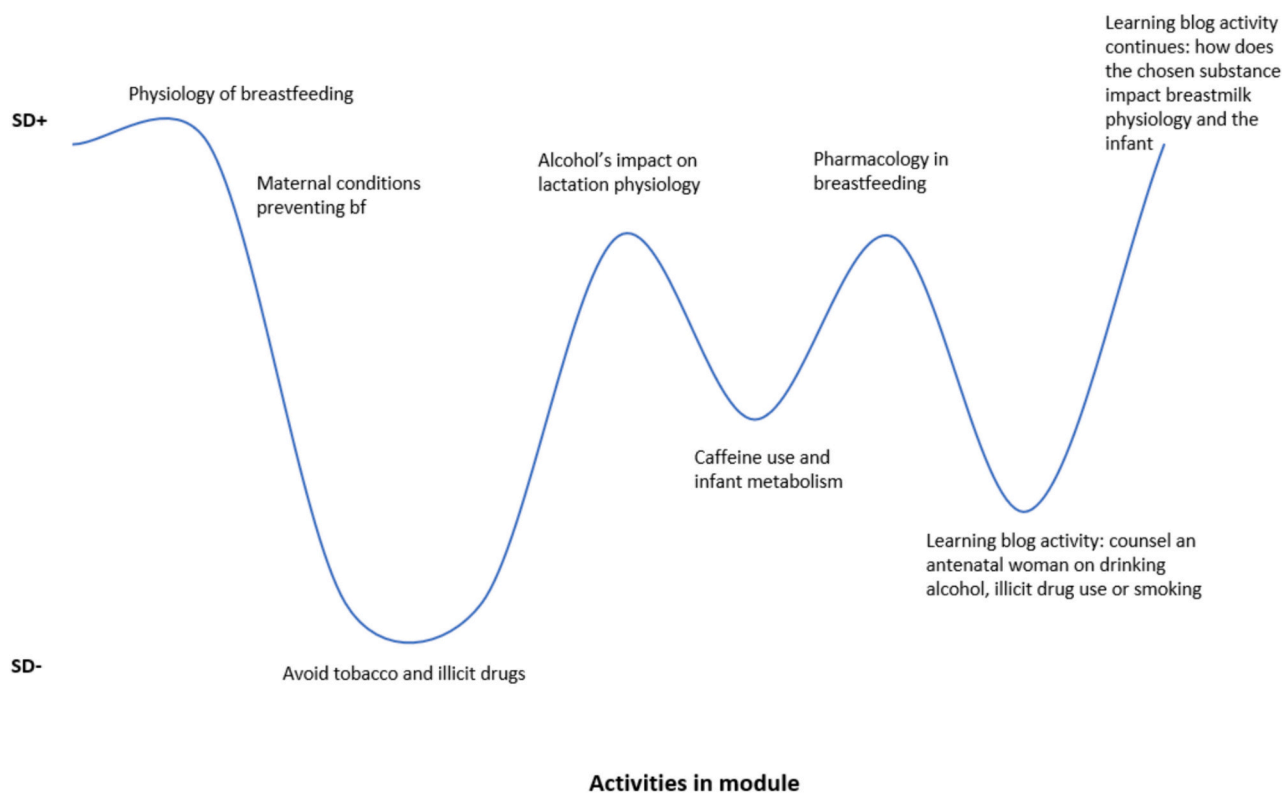 Learning blog activity
continues: how does
the chosen substance
impact breastmilk
physiology and the
infant
Physiology of breastfeeding
SD+
Maternal conditions
preventing bf
Alcohol's impact on
lactation physiology
Pharmacology in
breastfeeding
Caffeine use and
infant metabolism
Learning blog activity: counsel an
antenatal woman on drinking
alcohol, illicit drug use or smoking
SD-
Avoid tobacco and illicit drugs
Activities in module